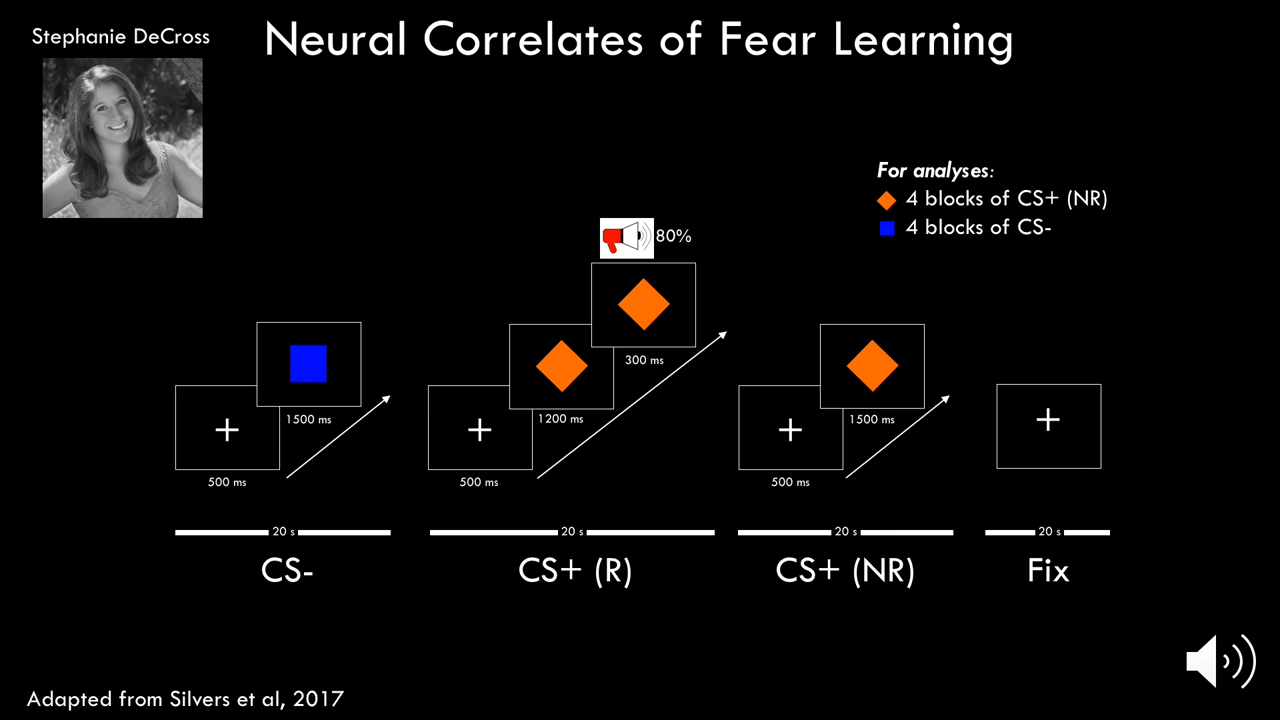 Stephanie DeCross
Neural Correlates of Fear Learning
For analyses:
4 blocks of CS+ (NR)
4 blocks of CS-
80%
300 ms
1500 ms
1200 ms
1500 ms
500 ms
500 ms
500 ms
20 s
20 s
20 s
20 s
CS-
CS+ (R)
CS+ (NR)
Fix
Adapted from Silvers et al, 2017